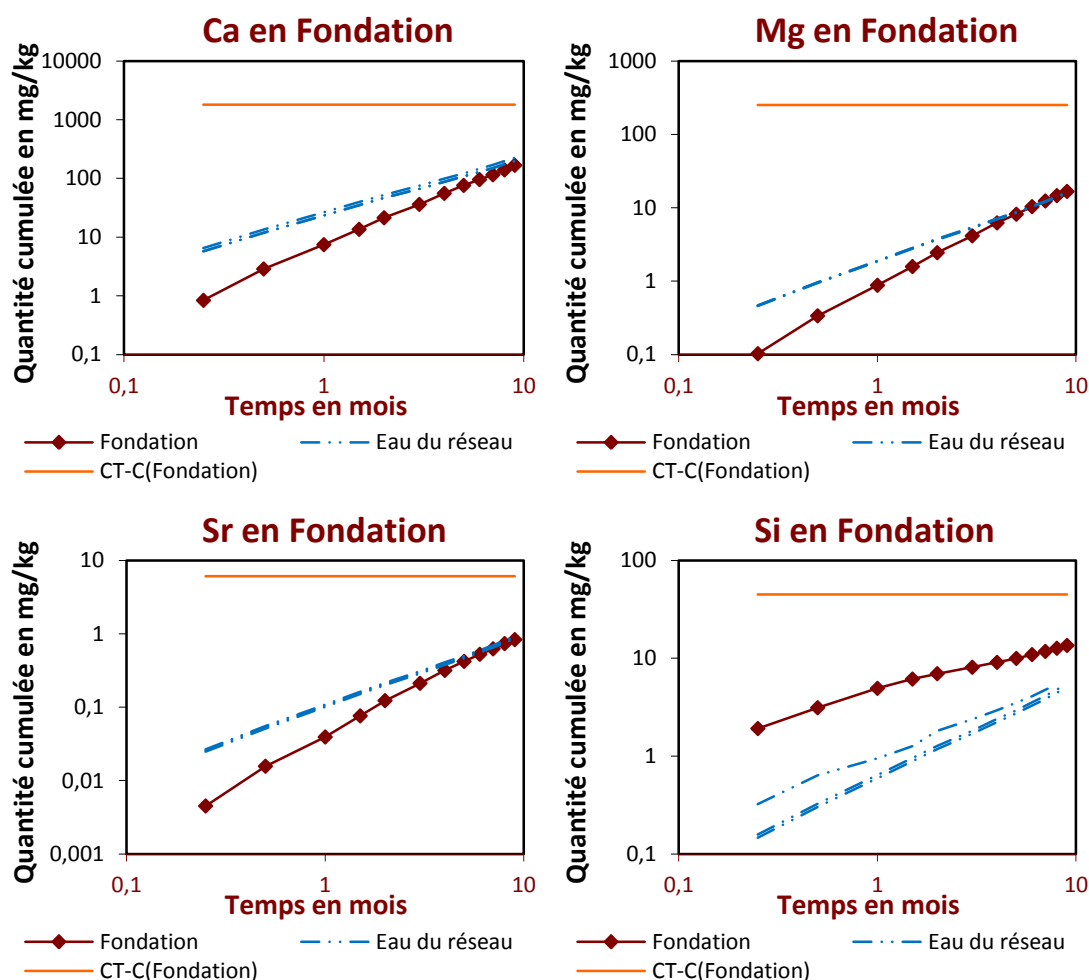 Ca en Fondation
Quantité cumulée en mg/kg
10000
1000
100
10
1
0,1
0,1
1
10
Temps en mois
Fondation
Eau du réseau
CT-C(Fondation)
Mg en Fondation
Quantité cumulée en mg/kg
1000
100
10
1
0,1
0,1
1
10
Temps en mois
Fondation
Eau du réseau
CT-C(Fondation)
Sr en Fondation
Quantité cumulée en mg/kg
10
1
0,1
0,01
0,001
0,1
1
10
Temps en mois
Fondation
Eau du réseau
CT-C(Fondation)
Si en Fondation
Quantité cumulée en mg/kg
100
10
1
0,1
0,1
1
10
Temps en mois
Fondation
Eau du réseau
CT-C(Fondation)